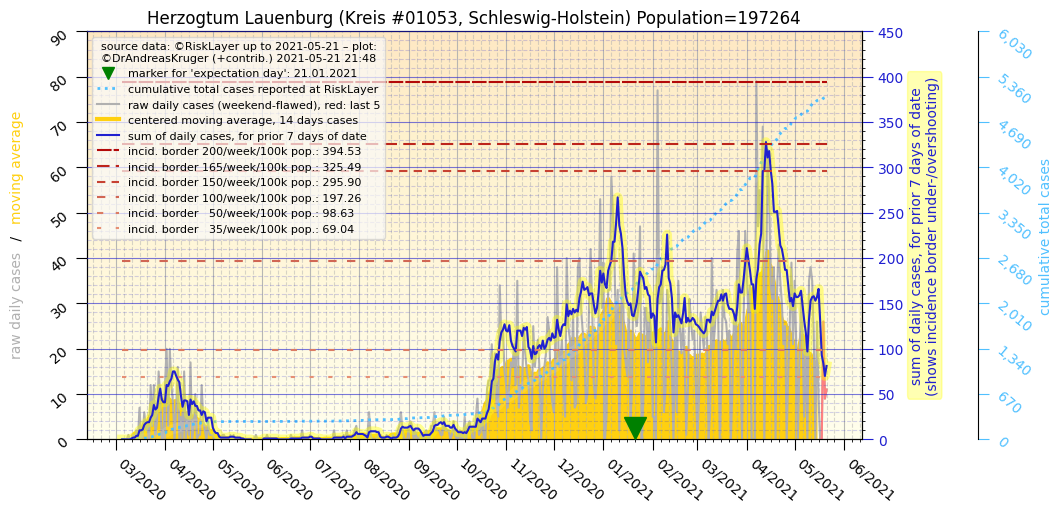 Herzogtum Lauenburg (Kreis #01053, Schleswig-Holstein) Population=197264
source data: ©RiskLayer up to 2021-05-21 – plot:
©DrAndreasKruger (+contrib.) 2021-05-21 21:48
marker for 'expectation day': 21.01.2021
cumulative total cases reported at RiskLayer
raw daily cases (weekend-flawed), red: last 5
centered moving average, 14 days cases
sum of daily cases, for prior 7 days of date
incid. border 200/week/100k pop.: 394.53
incid. border 165/week/100k pop.: 325.49
incid. border 150/week/100k pop.: 295.90
incid. border 100/week/100k pop.: 197.26
incid. border   50/week/100k pop.: 98.63
incid. border   35/week/100k pop.: 69.04
raw daily cases / moving average
90
80
70
60
50
40
30
20
10
0
03/2020
04/2020
05/2020
06/2020
07/2020
08/2020
09/2020
10/2020
11/2020
12/2020
01/2021
02/2021
03/2021
04/2021
05/2021
06/2021
450
400
350
300
250
200
150
100
50
0
sum of daily cases, for prior 7 days of date
(shows incidence border under-/overshooting)
6,030
5,360
4,690
4,020
3,350
2,680
2,010
1,340
670
0
cumulative total cases